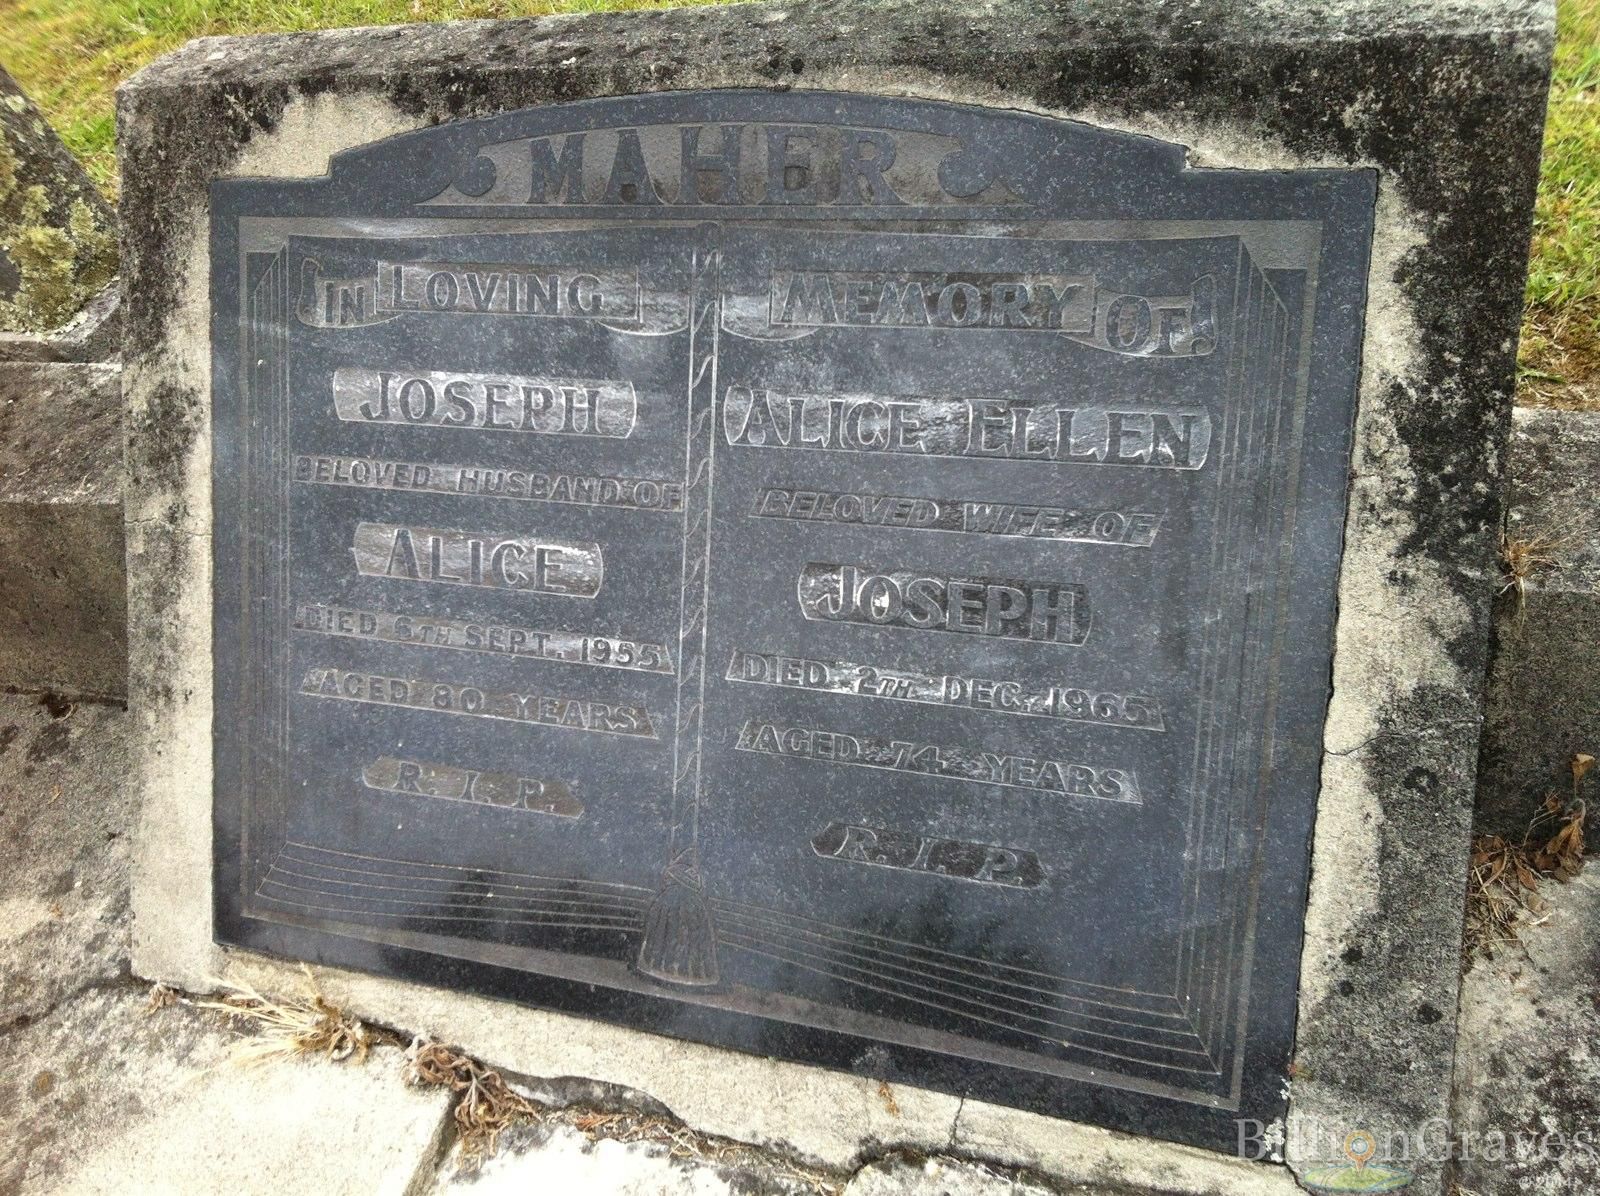 MAHER
IN LOVING MEMORY OF.
JOSEPH
BELOVED HUSBAND OF
ALICE
DIED 6TH SEPT. 1955
AGED 80 YEARS
R. I. P.
ALICE ELLEN
BELOVED WIFE OF
JOSEPH
DIED 2TH DEC. 1965
AGED 74 YEARS
R. I. P.
BillionGraves
© 2014